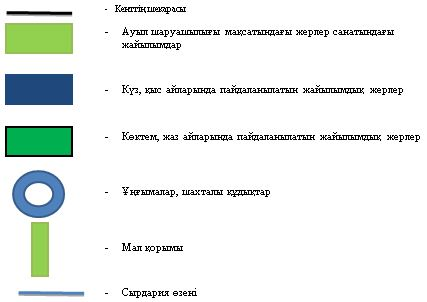 - Кенттің шекарасы
- Ауыл шаруашылығы мақсатындағы жерлер санатындағы
жайылымдар
- Күз, қыс айларында пайдаланылатын жайылымдық жерлер
- Көктем, жаз айларында пайдаланылатын жайылымдық жерлер
- Ұңғымалар, шахталы құдықтар
- Мал қорымы
- Сырдария өзені